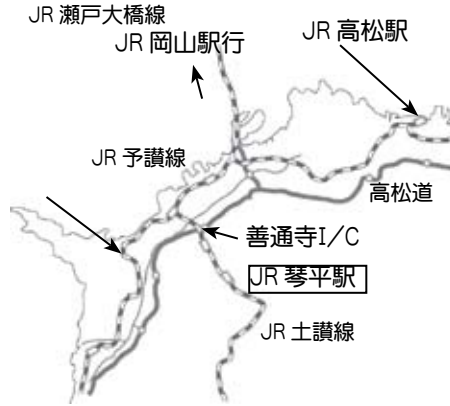 JR 瀬戸大橋線
JR 岡山駅行
JR 高松駅
JR 予讃線
高松道
善通寺I/C
JR 琴平駅
JR 土讃線